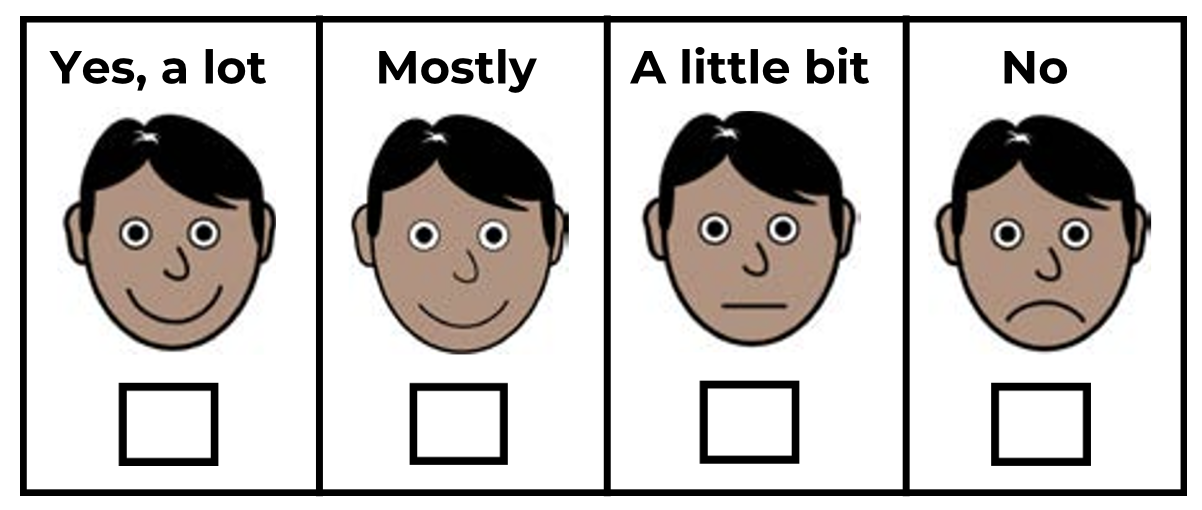 Yes, a lot
Mostly
A little bit
No